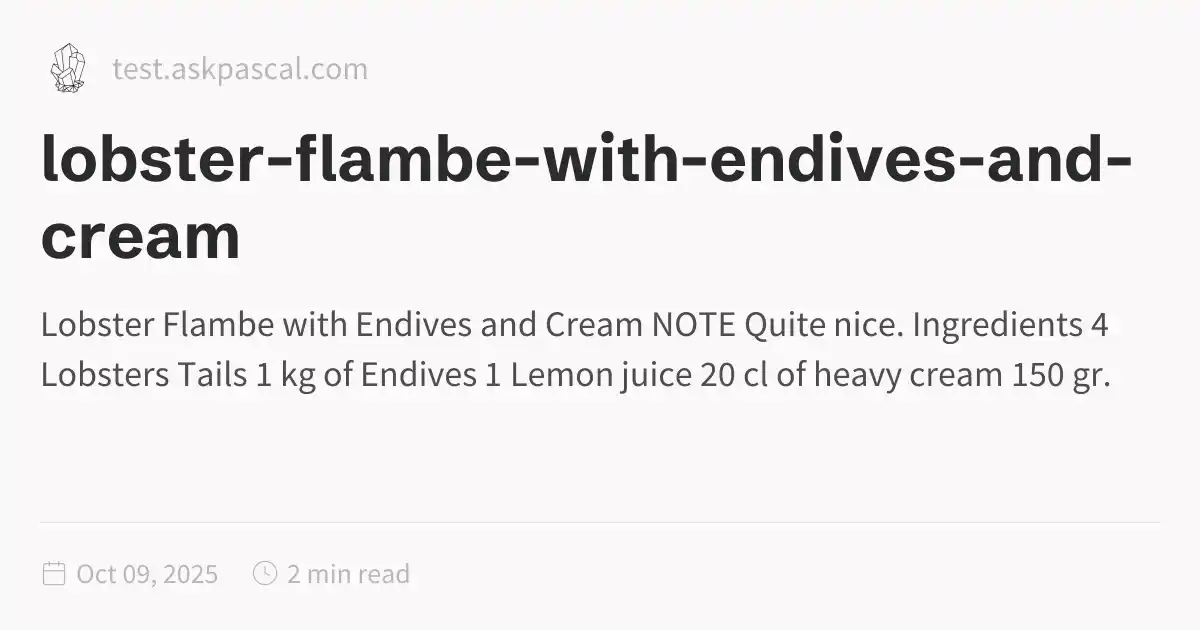 test.askpascal.com
lobster-flambe-with-endives-and-
cream
Lobster Flambe with Endives and Cream NOTE Quite nice. Ingredients 4
Lobsters Tails 1 kg of Endives 1 Lemon juice 20 cl of heavy cream 150 gr.
Oct 09, 2025 2 min read